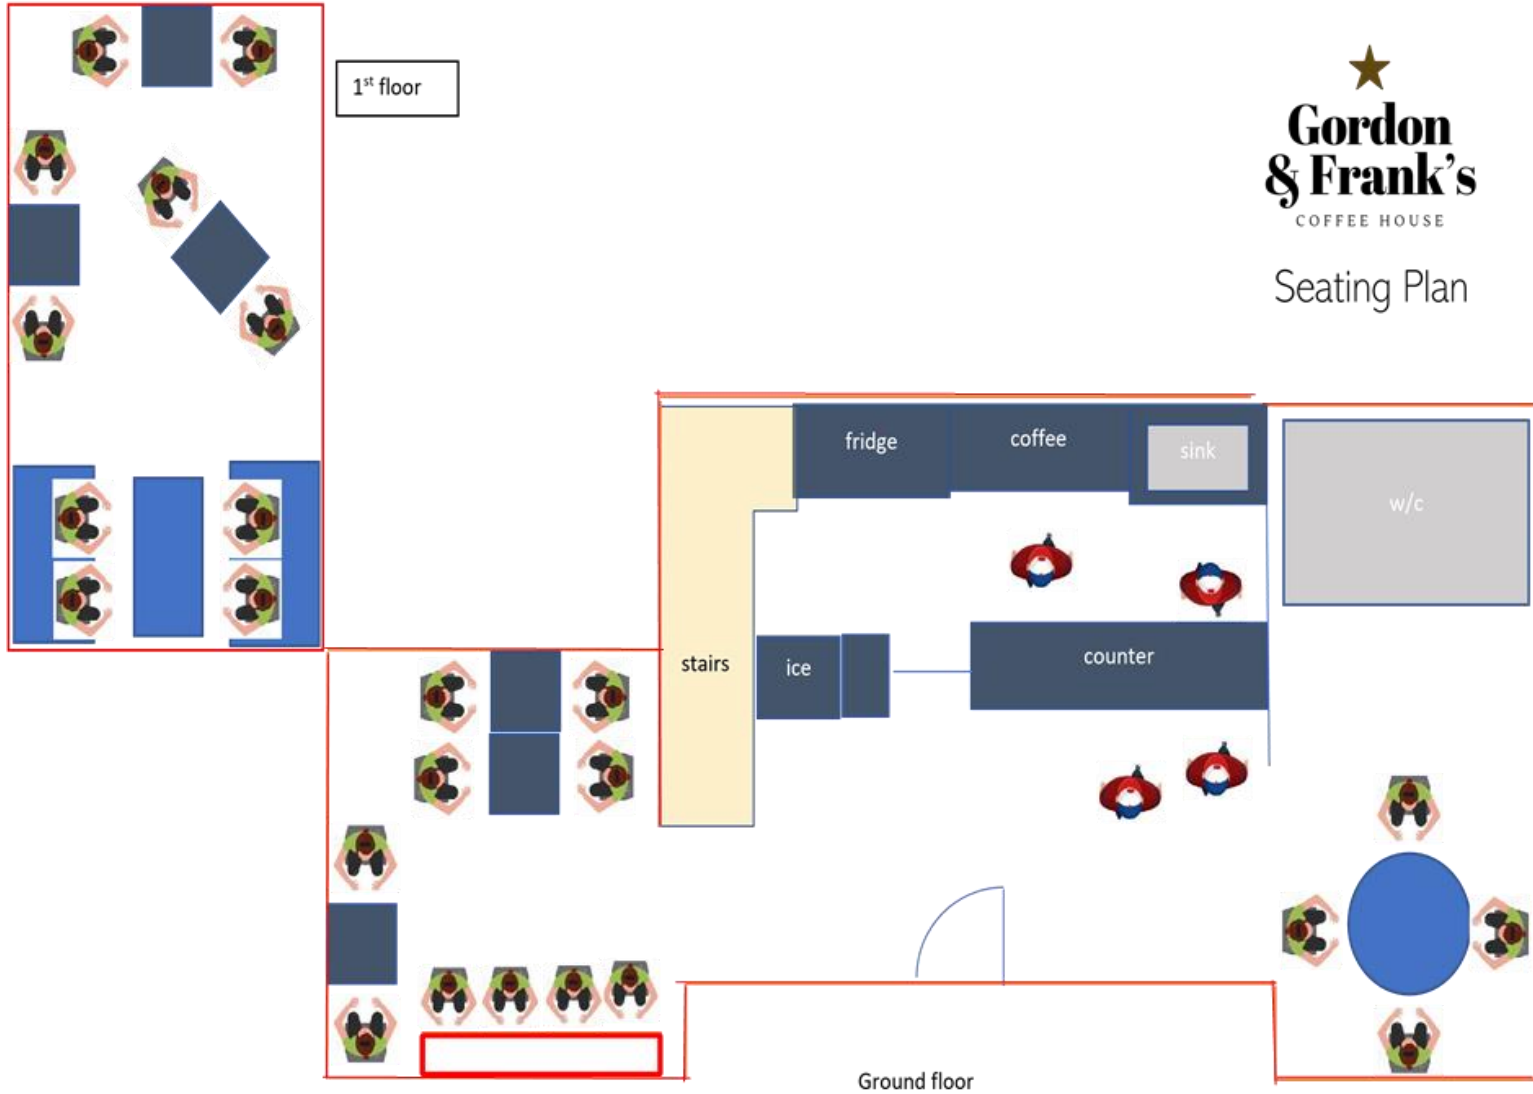 1st floor
Gordon
& Frank's
COFFEE HOUSE
Seating Plan
fridge
coffee
sink
w/c
stairs
ice
counter
Ground floor